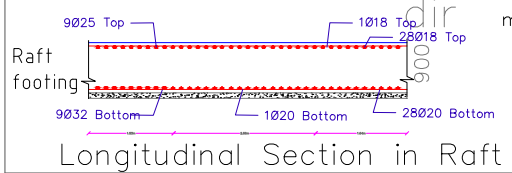 dir
m
9Ø25 Top
1Ø18 Top
28Ø18 Top
Raft
footing
900
9Ø32 Bottom
1Ø20 Bottom
28Ø20 Bottom
Longitudinal Section in Raft